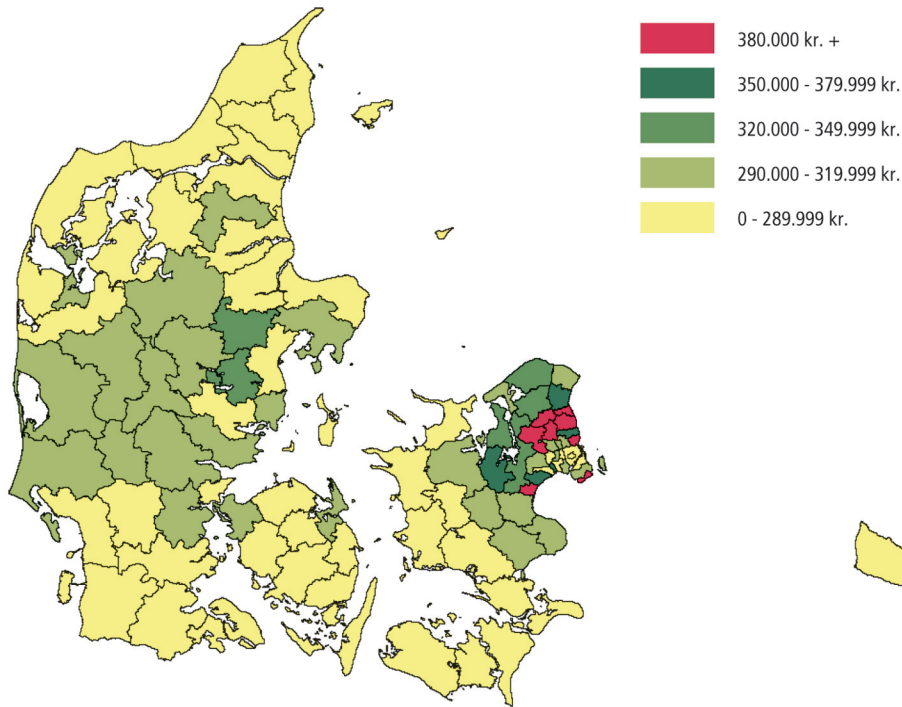 380.000 kr. +
350.000 - 379.999 kr.
320.000 - 349.999 kr.
290.000 - 319.999 kr.
0 - 289.999 kr.